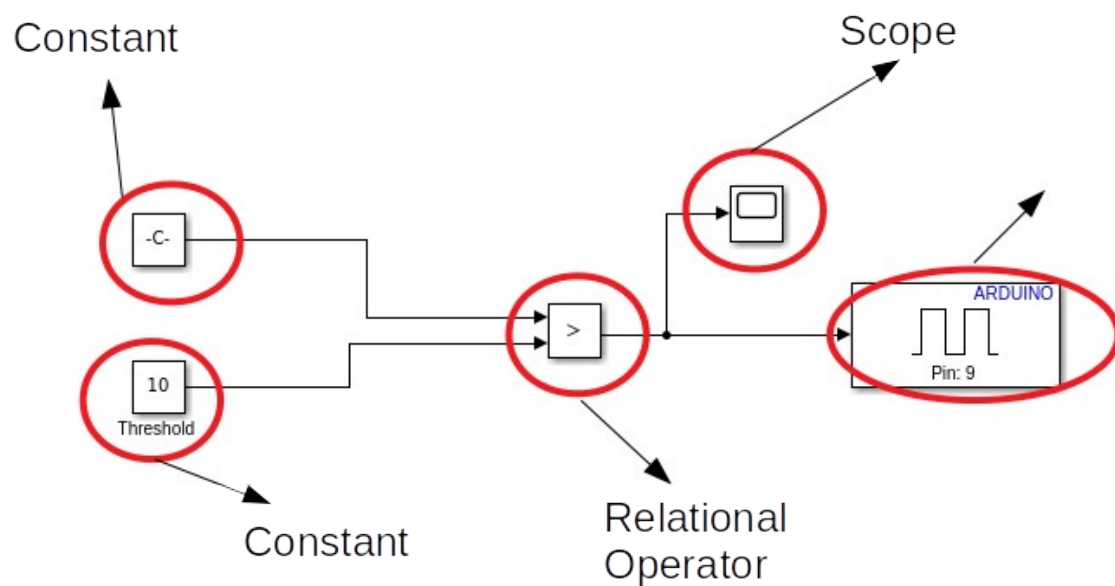 Constant
Scope
-C-
ARDUINO
>
Pin: 9
10
Threshold
Constant
Relational
Operator